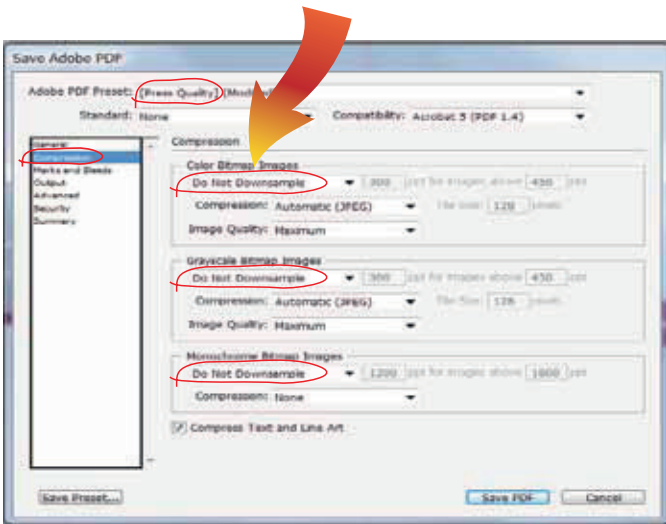 Save Adobe PDF
Adobe PDF Preset: [Press Quality]
Standard: None Compatibility: Acrobat 5 (PDF 1.4)
General
Compression
Marks and Bleeds
Output
Advanced
Security
Summary
Compression
Color Bitmap Images
Do Not Downsample 300 ppi for images above 450 ppi
Compression: Automatic (JPEG) Tile Size: 128 pixels
Image Quality: Maximum
Grayscale Bitmap Images
Do Not Downsample 300 ppi for images above 450 ppi
Compression: Automatic (JPEG) Tile Size: 128 pixels
Image Quality: Maximum
Monochrome Bitmap Images
Do Not Downsample 1200 ppi for images above 1800 ppi
Compression: None
Compress Text and Line Art
Save Preset... Save PDF Cancel